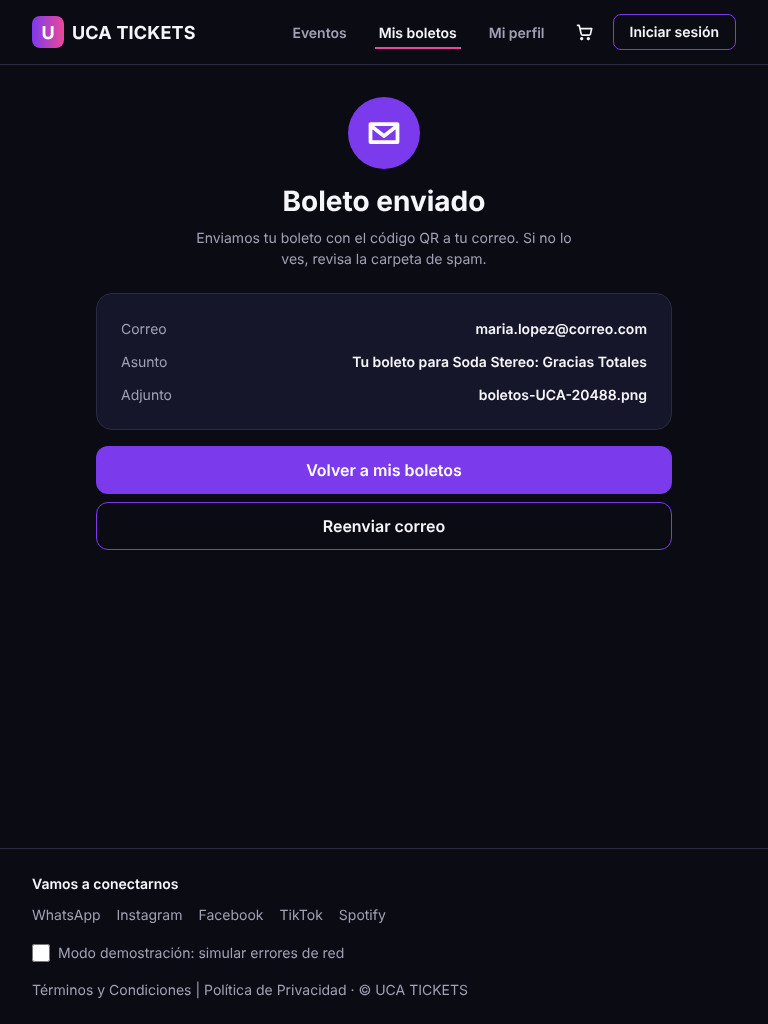 U UCA TICKETS Eventos Mis boletos Mi perfil Iniciar sesión
Boleto enviado
Enviamos tu boleto con el código QR a tu correo. Si no lo
ves, revisa la carpeta de spam.
Correo maria.lopez@correo.com
Asunto Tu boleto para Soda Stereo: Gracias Totales
Adjunto boletos-UCA-20488.png
Volver a mis boletos
Reenviar correo
Vamos a conectarnos
WhatsApp Instagram Facebook TikTok Spotify
Modo demostración: simular errores de red
Términos y Condiciones | Política de Privacidad · © UCA TICKETS